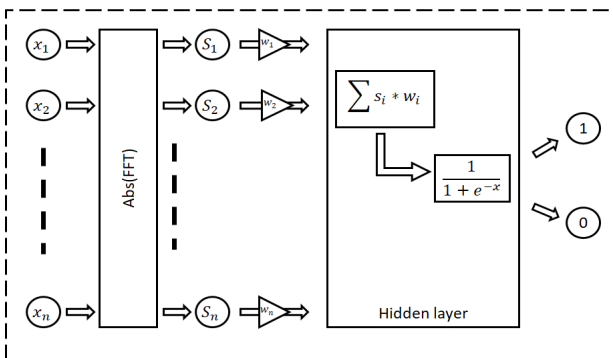 x₁ S₁ w₁
x₂ S₂ w₂
Abs(FFT)
∑ sᵢ * wᵢ
1
1 + e⁻ˣ
1
0
xₙ Sₙ wₙ
Hidden layer